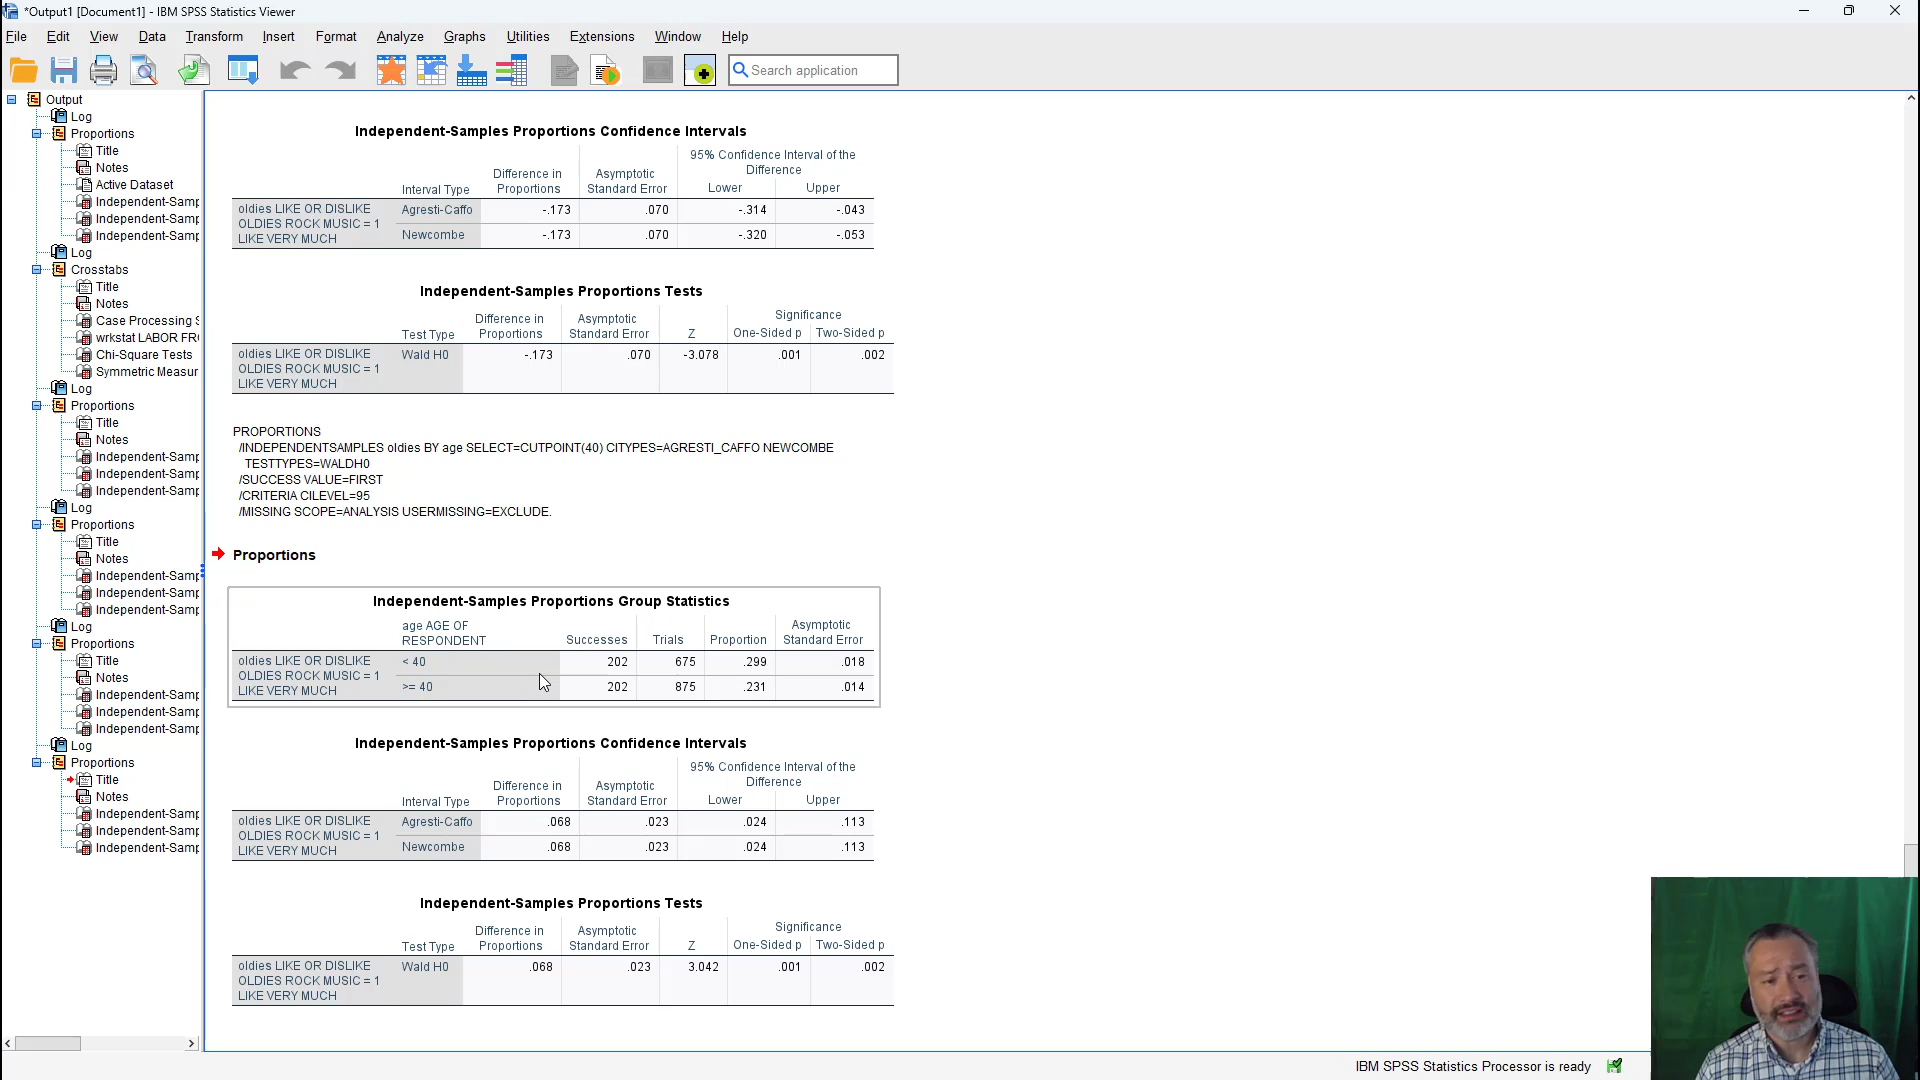 *Output1 [Document1] - IBM SPSS Statistics Viewer
File Edit View Data Transform Insert Format Analyze Graphs Utilities Extensions Window Help
Search application
Output
Log
Proportions
Title
Notes
Active Dataset
Independent-Samp
Independent-Samp
Independent-Samp
Log
Crosstabs
Title
Notes
Case Processing S
wrkstat LABOR FR
Chi-Square Tests
Symmetric Measur
Log
Proportions
Title
Notes
Independent-Samp
Independent-Samp
Independent-Samp
Log
Proportions
Title
Notes
Independent-Samp
Independent-Samp
Independent-Samp
Log
Proportions
Title
Notes
Independent-Samp
Independent-Samp
Independent-Samp
Log
Proportions
Title
Notes
Independent-Samp
Independent-Samp
Independent-Samp
Independent-Samples Proportions Confidence Intervals
95% Confidence Interval of the
Difference
Difference in Asymptotic
Interval Type Proportions Standard Error Lower Upper
oldies LIKE OR DISLIKE Agresti-Caffo -.173 .070 -.314 -.043
OLDIES ROCK MUSIC = 1
LIKE VERY MUCH Newcombe -.173 .070 -.320 -.053
Independent-Samples Proportions Tests
Difference in Asymptotic Significance
Test Type Proportions Standard Error Z One-Sided p Two-Sided p
oldies LIKE OR DISLIKE Wald H0 -.173 .070 -3.078 .001 .002
OLDIES ROCK MUSIC = 1
LIKE VERY MUCH
PROPORTIONS
/INDEPENDENTSAMPLES oldies BY age SELECT=CUTPOINT(40) CITYPES=AGRESTI_CAFFO NEWCOMBE
TESTTYPES=WALDH0
/SUCCESS VALUE=FIRST
/CRITERIA CILEVEL=95
/MISSING SCOPE=ANALYSIS USERMISSING=EXCLUDE.
Proportions
Independent-Samples Proportions Group Statistics
age AGE OF Asymptotic
RESPONDENT Successes Trials Proportion Standard Error
oldies LIKE OR DISLIKE < 40 202 675 .299 .018
OLDIES ROCK MUSIC = 1
LIKE VERY MUCH >= 40 202 875 .231 .014
Independent-Samples Proportions Confidence Intervals
95% Confidence Interval of the
Difference
Difference in Asymptotic
Interval Type Proportions Standard Error Lower Upper
oldies LIKE OR DISLIKE Agresti-Caffo .068 .023 .024 .113
OLDIES ROCK MUSIC = 1
LIKE VERY MUCH Newcombe .068 .023 .024 .113
Independent-Samples Proportions Tests
Difference in Asymptotic Significance
Test Type Proportions Standard Error Z One-Sided p Two-Sided p
oldies LIKE OR DISLIKE Wald H0 .068 .023 3.042 .001 .002
OLDIES ROCK MUSIC = 1
LIKE VERY MUCH
IBM SPSS Statistics Processor is ready